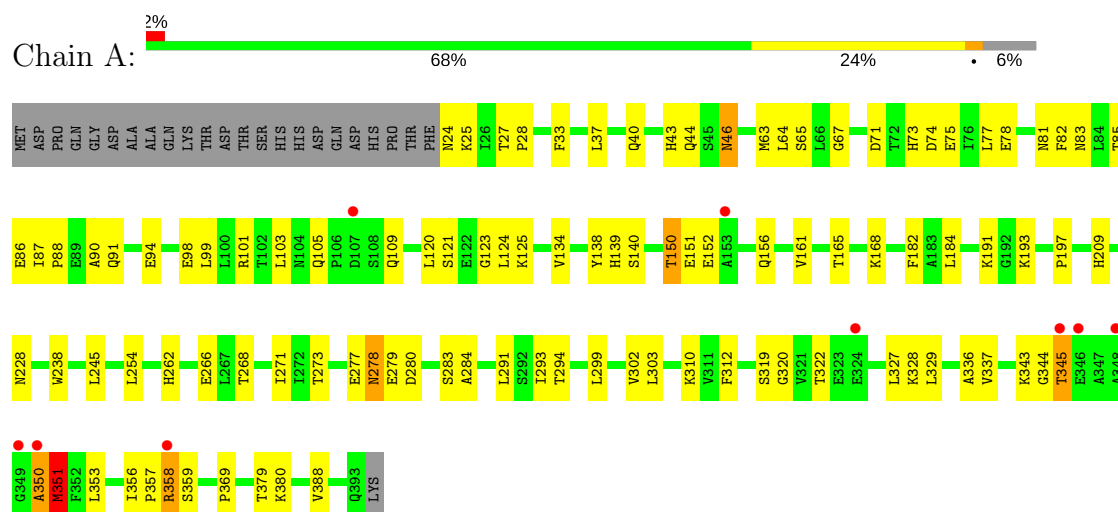 2%
Chain A:
68% 24% • 6%
MET ASP PRO GLN GLY ASP ALA ALA GLN LYS THR ASP THR SER HIS HIS ASP GLN ASP HIS PRO THR PHE N24 K25 I26 T27 P28 F33 L37 Q40 H43 Q44 S45 N46 M63 L64 S65 L66 G67 D71 T72 H73 D74 E75 I76 L77 E78 N81 F82 N83 L84 T85
E86 I87 P88 E89 A90 Q91 E94 E98 L99 L100 R101 T102 L103 N104 Q105 P106 D107 S108 Q109 L120 S121 E122 G123 L124 K125 V134 Y138 H139 S140 T150 E151 E152 A153 Q156 V161 T165 K168 F182 A183 L184 K191 G192 K193 P197 H209
N228 W238 L245 L254 H262 E266 L267 T268 I271 I272 T273 E277 N278 E279 D280 S283 A284 L291 S292 I293 T294 L299 V302 L303 K310 V311 F312 S319 G320 V321 T322 E323 E324 L327 K328 L329 A336 V337 K343 G344 T345 E346 A347 A348
G349 A350 M351 F352 L353 I356 P357 R358 S359 P369 T379 K380 V388 Q393 LYS